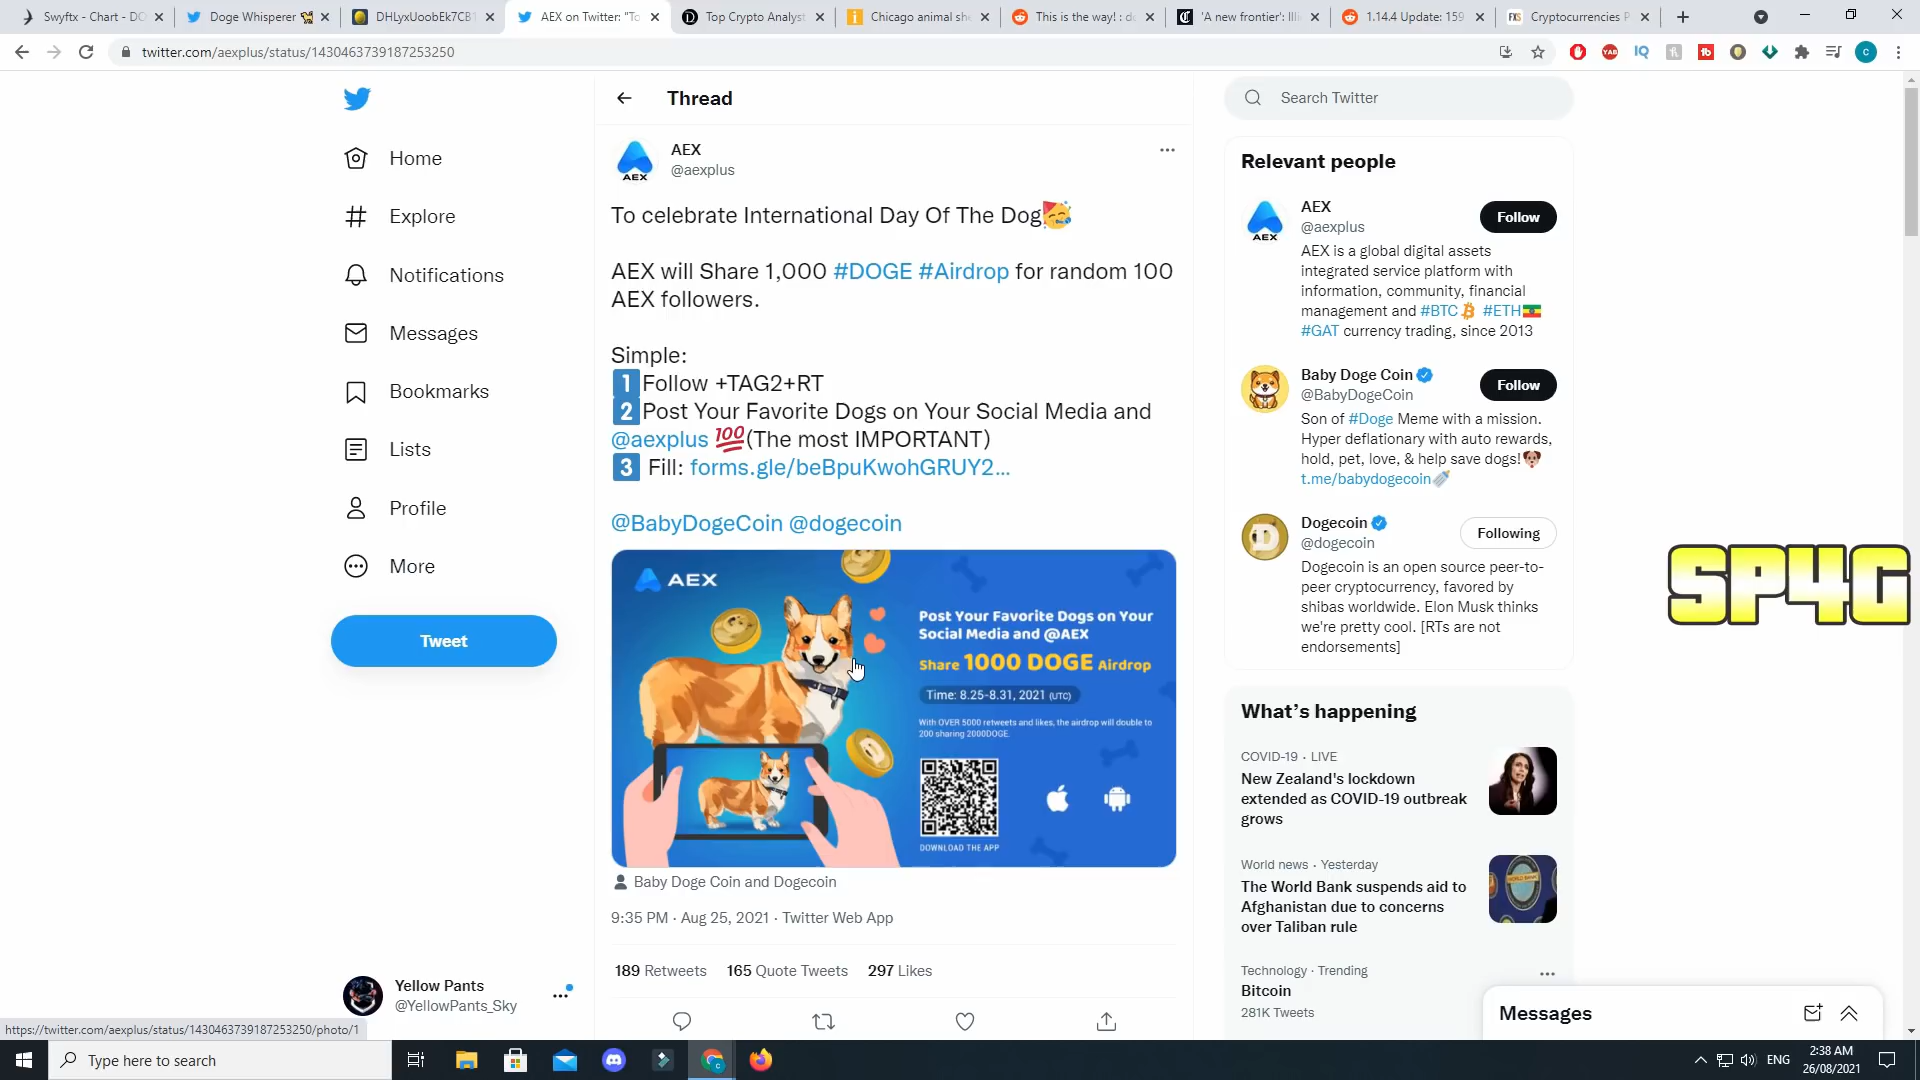 Swyftx - Chart - DO
Doge Whisperer
DHLyxUoobEk7CB1
AEX on Twitter: "To
Top Crypto Analyst
Chicago animal she
This is the way! : do
'A new frontier': Illi
1.14.4 Update: 159
Cryptocurrencies P
twitter.com/aexplus/status/1430463739187253250
Home
Explore
Notifications
Messages
Bookmarks
Lists
Profile
More
Tweet
Yellow Pants
@YellowPants_Sky
https://twitter.com/aexplus/status/1430463739187253250/photo/1
Thread
AEX
AEX
@aexplus
To celebrate International Day Of The Dog🥳
AEX will Share 1,000 #DOGE #Airdrop for random 100
AEX followers.
Simple:
1️⃣Follow +TAG2+RT
2️⃣Post Your Favorite Dogs on Your Social Media and
@aexplus 💯(The most IMPORTANT)
3️⃣ Fill: forms.gle/beBpuKwohGRUY2…
@BabyDogeCoin @dogecoin
AEX
Post Your Favorite Dogs on Your
Social Media and @AEX
Share 1000 DOGE Airdrop
Time: 8.25-8.31, 2021 (UTC)
With OVER 5000 retweets and likes, the airdrop will double to
200 sharing 2000DOGE.
DOWNLOAD THE APP
Baby Doge Coin and Dogecoin
9:35 PM · Aug 25, 2021 · Twitter Web App
189 Retweets 165 Quote Tweets 297 Likes
Search Twitter
Relevant people
AEX
AEX
@aexplus
Follow
AEX is a global digital assets
integrated service platform with
information, community, financial
management and #BTC #ETH🇪🇹
#GAT currency trading, since 2013
Baby Doge Coin
@BabyDogeCoin
Follow
Son of #Doge Meme with a mission.
Hyper deflationary with auto rewards,
hold, pet, love, & help save dogs!🐶
t.me/babydogecoin🍼
Dogecoin
@dogecoin
Following
Dogecoin is an open source peer-to-
peer cryptocurrency, favored by
shibas worldwide. Elon Musk thinks
we're pretty cool. [RTs are not
endorsements]
What's happening
COVID-19 · LIVE
New Zealand's lockdown
extended as COVID-19 outbreak
grows
World news · Yesterday
The World Bank suspends aid to
Afghanistan due to concerns
over Taliban rule
Technology · Trending
Bitcoin
281K Tweets
Messages
SP4G
Type here to search
ENG
2:38 AM
26/08/2021